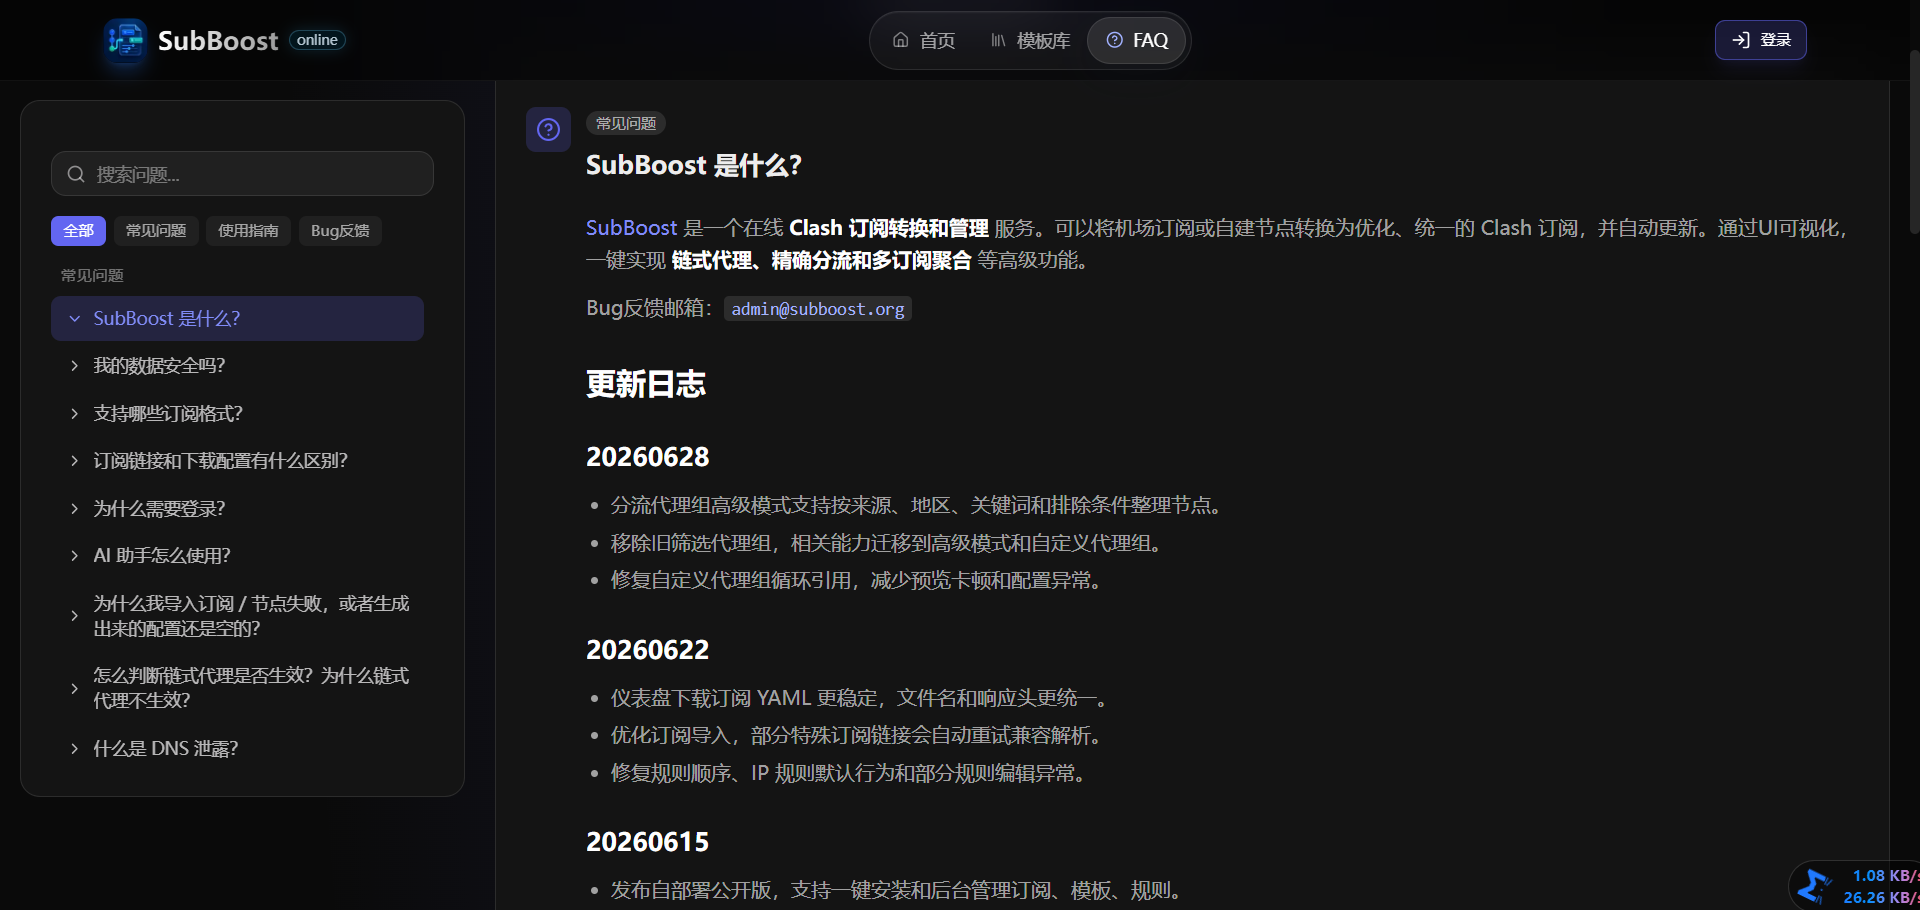 SubBoost online
首页
模板库
FAQ
登录
搜索问题...
全部 常见问题 使用指南 Bug反馈
常见问题
SubBoost 是什么?
我的数据安全吗?
支持哪些订阅格式?
订阅链接和下载配置有什么区别?
为什么需要登录?
AI 助手怎么使用?
为什么我导入订阅 / 节点失败，或者生成
出来的配置还是空的?
怎么判断链式代理是否生效？为什么链式
代理不生效?
什么是 DNS 泄露?
常见问题
SubBoost 是什么?
SubBoost 是一个在线 Clash 订阅转换和管理 服务。可以将机场订阅或自建节点转换为优化、统一的 Clash 订阅，并自动更新。通过UI可视化，
一键实现 链式代理、精确分流和多订阅聚合 等高级功能。
Bug反馈邮箱： admin@subboost.org
更新日志
20260628
• 分流代理组高级模式支持按来源、地区、关键词和排除条件整理节点。
• 移除旧筛选代理组，相关能力迁移到高级模式和自定义代理组。
• 修复自定义代理组循环引用，减少预览卡顿和配置异常。
20260622
• 仪表盘下载订阅 YAML 更稳定，文件名和响应头更统一。
• 优化订阅导入，部分特殊订阅链接会自动重试兼容解析。
• 修复规则顺序、IP 规则默认行为和部分规则编辑异常。
20260615
• 发布自部署公开版，支持一键安装和后台管理订阅、模板、规则。
1.08 KB/s
26.26 KB/s